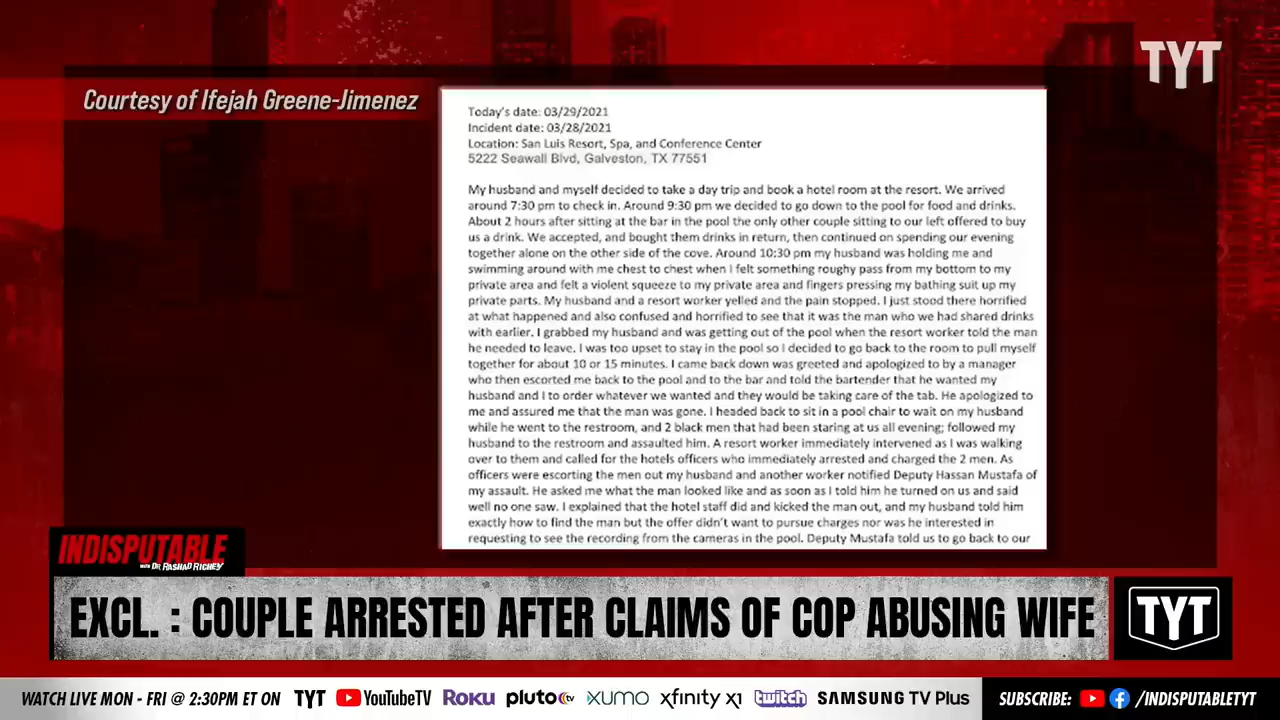 TYT
Courtesy of Ifejah Greene-Jimenez
Today's date: 03/29/2021
Incident date: 03/28/2021
Location: San Luis Resort, Spa, and Conference Center
5222 Seawall Blvd, Galveston, TX 77551
My husband and myself decided to take a day trip and book a hotel room at the resort. We arrived
around 7:30 pm to check in. Around 9:30 pm we decided to go down to the pool for food and drinks.
About 2 hours after sitting at the bar in the pool the only other couple sitting to our left offered to buy
us a drink. We accepted, and bought them drinks in return, then continued on spending our evening
together alone on the other side of the cove. Around 10:30 pm my husband was holding me and
swimming around with me chest to chest when I felt something roughy pass from my bottom to my
private area and felt a violent squeeze to my private area and fingers pressing my bathing suit up my
private parts. My husband and a resort worker yelled and the pain stopped. I just stood there horrified
at what happened and also confused and horrified to see that it was the man who we had shared drinks
with earlier. I grabbed my husband and was getting out of the pool when the resort worker told the man
he needed to leave. I was too upset to stay in the pool so I decided to go back to the room to pull myself
together for about 10 or 15 minutes. I came back down was greeted and apologized to by a manager
who then escorted me back to the pool and to the bar and told the bartender that he wanted my
husband and I to order whatever we wanted and they would be taking care of the tab. He apologized to
me and assured me that the man was gone. I headed back to sit in a pool chair to wait on my husband
while he went to the restroom, and 2 black men that had been staring at us all evening; followed my
husband to the restroom and assaulted him. A resort worker immediately intervened as I was walking
over to them and called for the hotels officers who immediately arrested and charged the 2 men. As
officers were escorting the men out my husband and another worker notified Deputy Hassan Mustafa of
my assault. He asked me what the man looked like and as soon as I told him he turned on us and said
well no one saw. I explained that the hotel staff did and kicked the man out, and my husband told him
exactly how to find the man but the offer didn't want to pursue charges nor was he interested in
requesting to see the recording from the cameras in the pool. Deputy Mustafa told us to go back to our
INDISPUTABLE
WITH DR. RASHAD RICHEY
EXCL. : COUPLE ARRESTED AFTER CLAIMS OF COP ABUSING WIFE
TYT
WATCH LIVE MON - FRI @ 2:30PM ET ON TYT YouTubeTV ROKU pluto tv XUMO xfinity x1 twitch SAMSUNG TV Plus SUBSCRIBE: /INDISPUTABLETYT